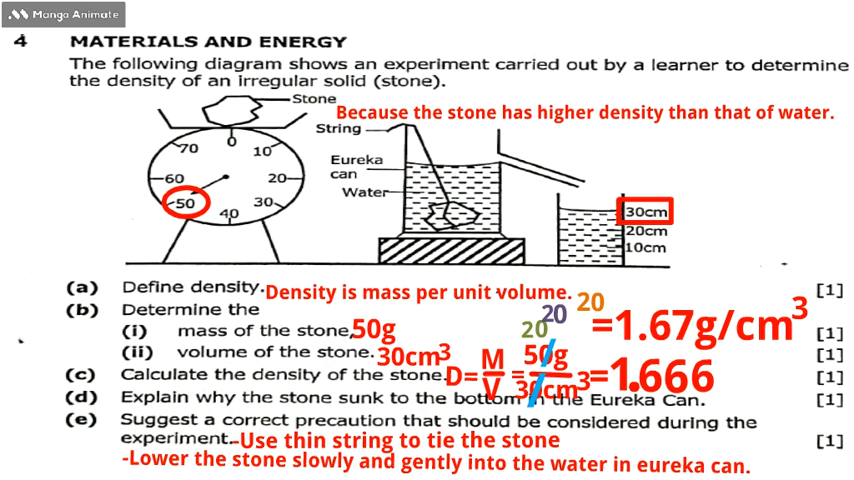 Manga Animate
4 MATERIALS AND ENERGY
The following diagram shows an experiment carried out by a learner to determine
the density of an irregular solid (stone).
Stone
Because the stone has higher density than that of water.
String
Eureka
can
Water
0
10
20
30
40
50
60
70
30cm
20cm
10cm
(a) Define density. Density is mass per unit volume. [1]
(b) Determine the
20 20 20
(i) mass of the stone, 50g =1.67g/cm³ [1]
(ii) volume of the stone. 30cm³ [1]
(c) Calculate the density of the stone. D=M/V=50g/30cm³=1.666 [1]
(d) Explain why the stone sunk to the bottom in the Eureka Can. [1]
(e) Suggest a correct precaution that should be considered during the
experiment. -Use thin string to tie the stone [1]
-Lower the stone slowly and gently into the water in eureka can.